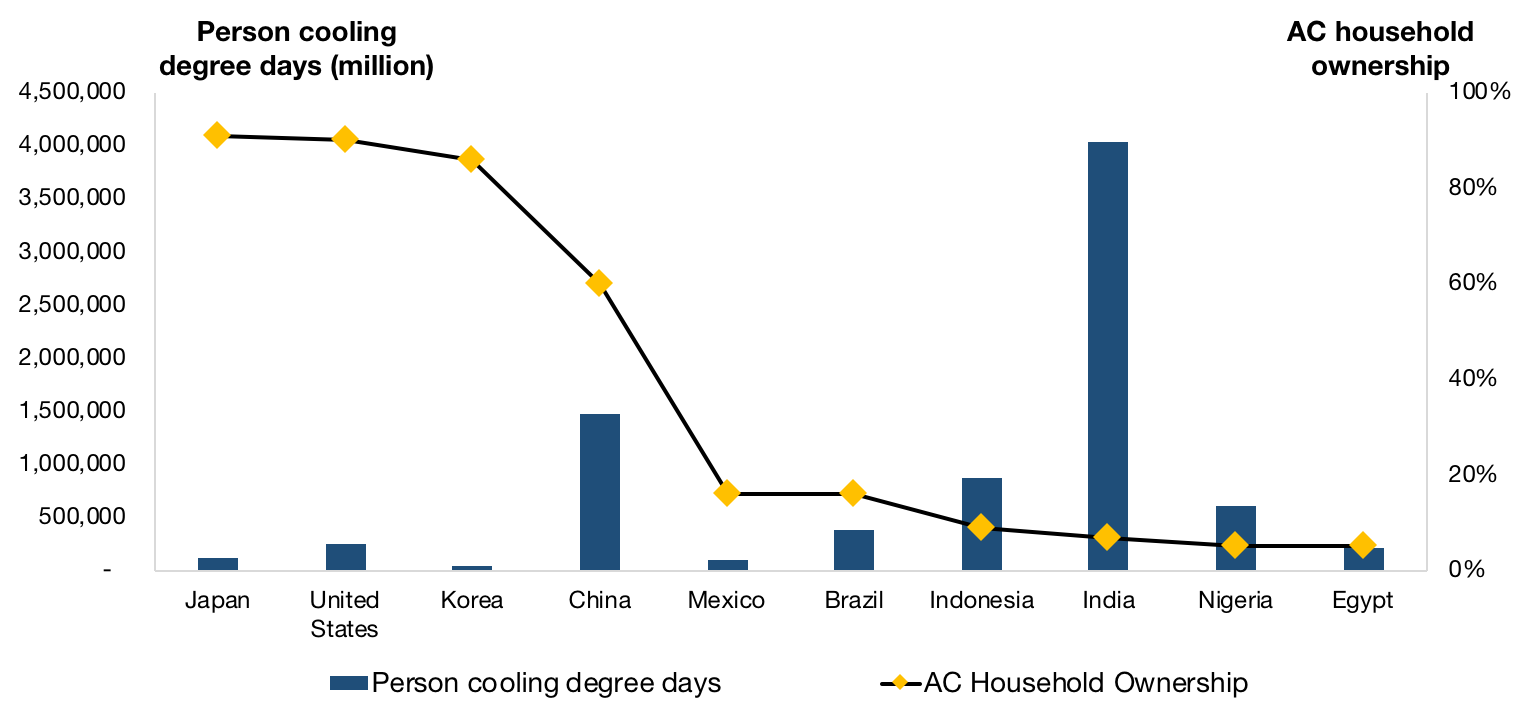 Person cooling
degree days (million)
AC household
ownership
4,500,000
4,000,000
3,500,000
3,000,000
2,500,000
2,000,000
1,500,000
1,000,000
500,000
-
100%
80%
60%
40%
20%
0%
Japan
United
States
Korea
China
Mexico
Brazil
Indonesia
India
Nigeria
Egypt
Person cooling degree days
AC Household Ownership